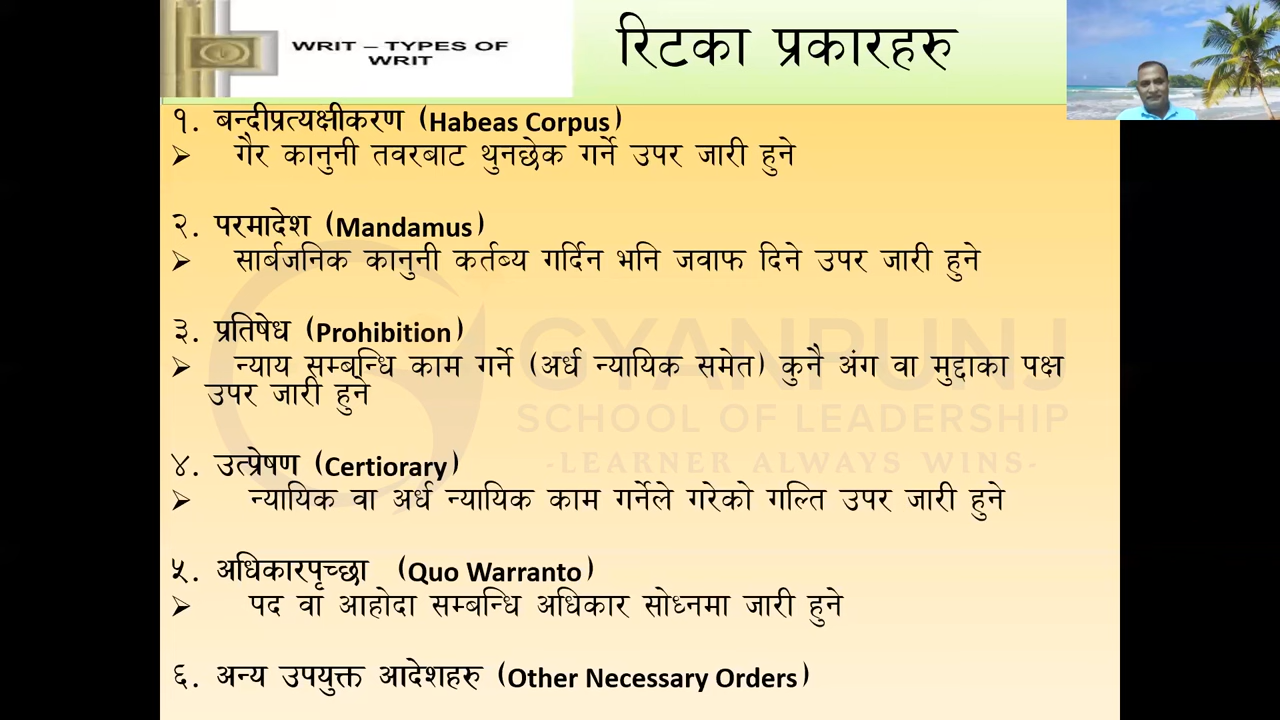 WRIT – TYPES OF
WRIT
रिटका प्रकारहरु
१. बन्दीप्रत्यक्षीकरण (Habeas Corpus)
➢ गैर कानुनी तवरबाट थुनछेक गर्ने उपर जारी हुने
२. परमादेश (Mandamus)
➢ सार्बजनिक कानुनी कर्तब्य गर्दिन भनि जवाफ दिने उपर जारी हुने
३. प्रतिषेध (Prohibition)
➢ न्याय सम्बन्धि काम गर्ने (अर्ध न्यायिक समेत) कुनै अंग वा मुद्दाका पक्ष
उपर जारी हुने
४. उत्प्रेषण (Certiorary)
➢ न्यायिक वा अर्ध न्यायिक काम गर्नेले गरेको गल्ति उपर जारी हुने
५. अधिकारपृच्छा (Quo Warranto)
➢ पद वा आहोदा सम्बन्धि अधिकार सोध्नमा जारी हुने
६. अन्य उपयुक्त आदेशहरु (Other Necessary Orders)
GYANPUNJ
SCHOOL OF LEADERSHIP
-LEARNER ALWAYS WINS-